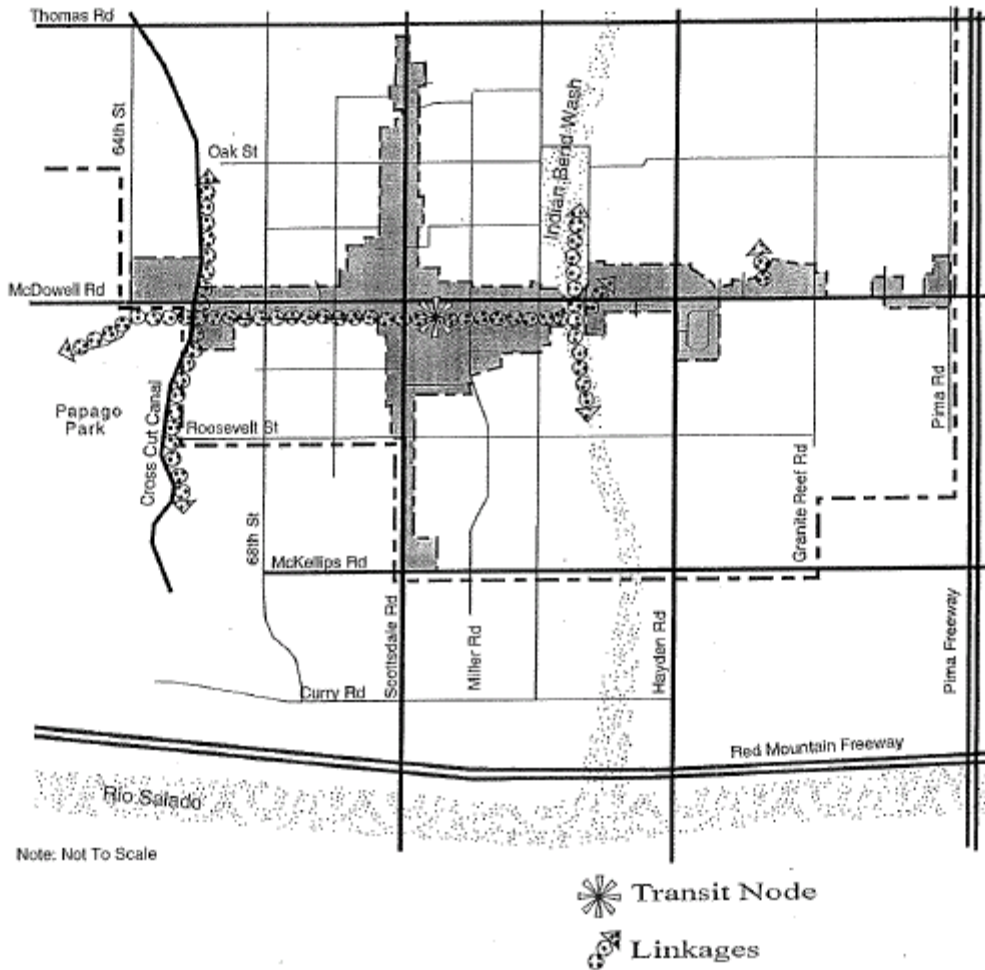 Thomas Rd
64th St
Oak St
Indian Bend Wash
McDowell Rd
Papago
Park
Cross Cut Canal
Roosevelt St
68th St
McKellips Rd
Scottsdale Rd
Miller Rd
Hayden Rd
Granite Reef Rd
Pima Rd
Pima Freeway
Curry Rd
Red Mountain Freeway
Rio Salado
Note: Not To Scale
Transit Node
Linkages